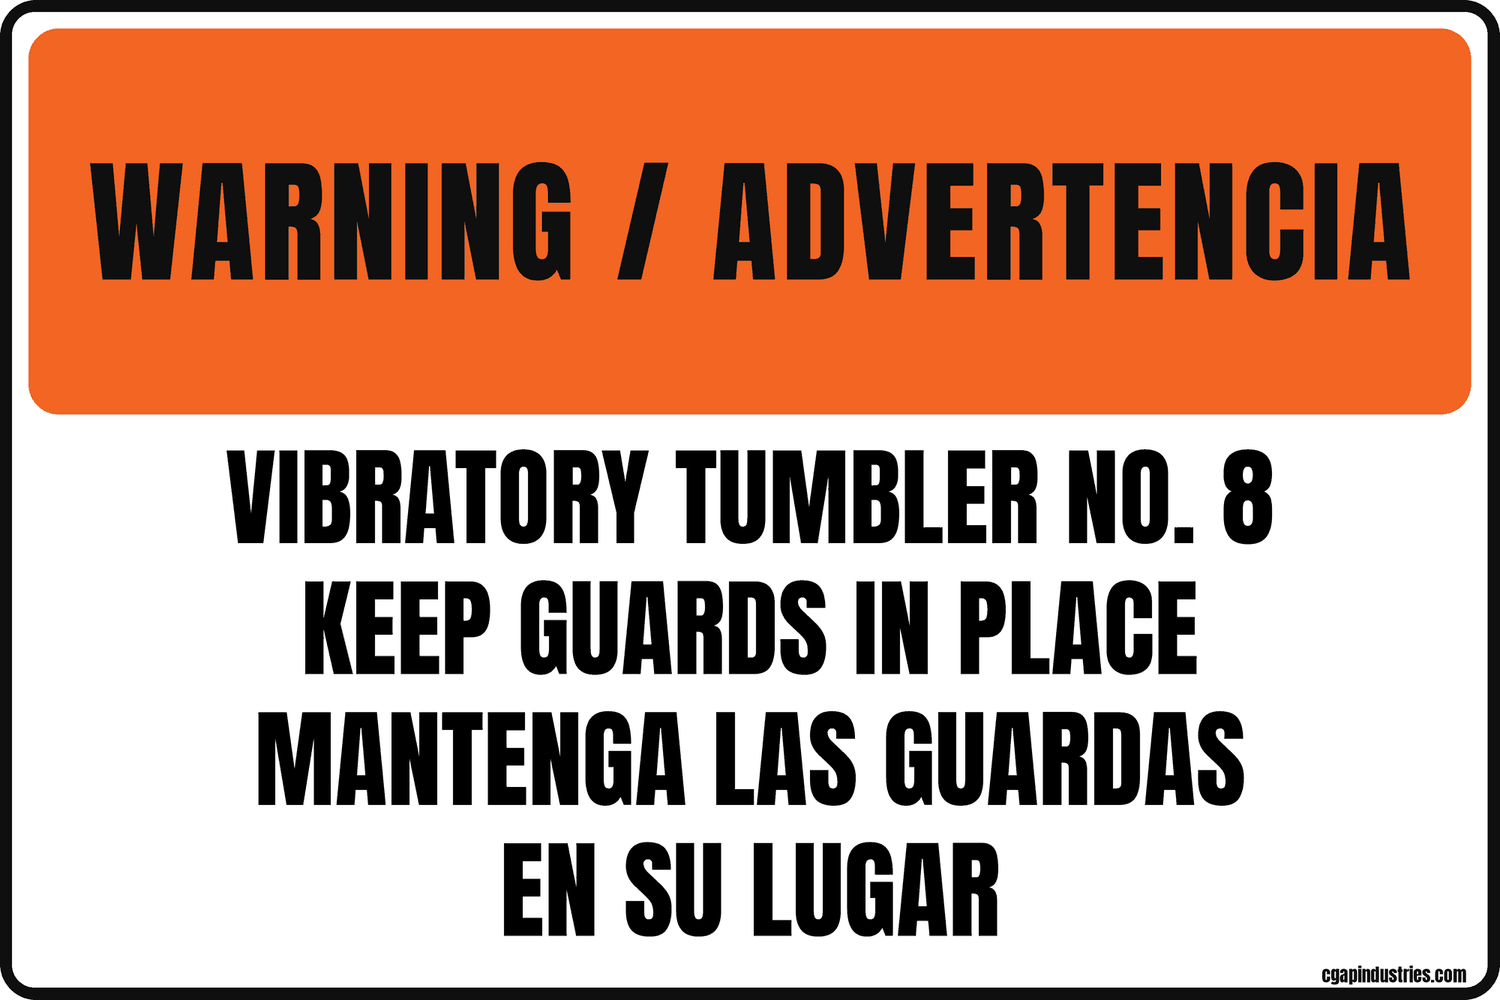 WARNING / ADVERTENCIA
VIBRATORY TUMBLER NO. 8
KEEP GUARDS IN PLACE
MANTENGA LAS GUARDAS
EN SU LUGAR
cgapindustries.com